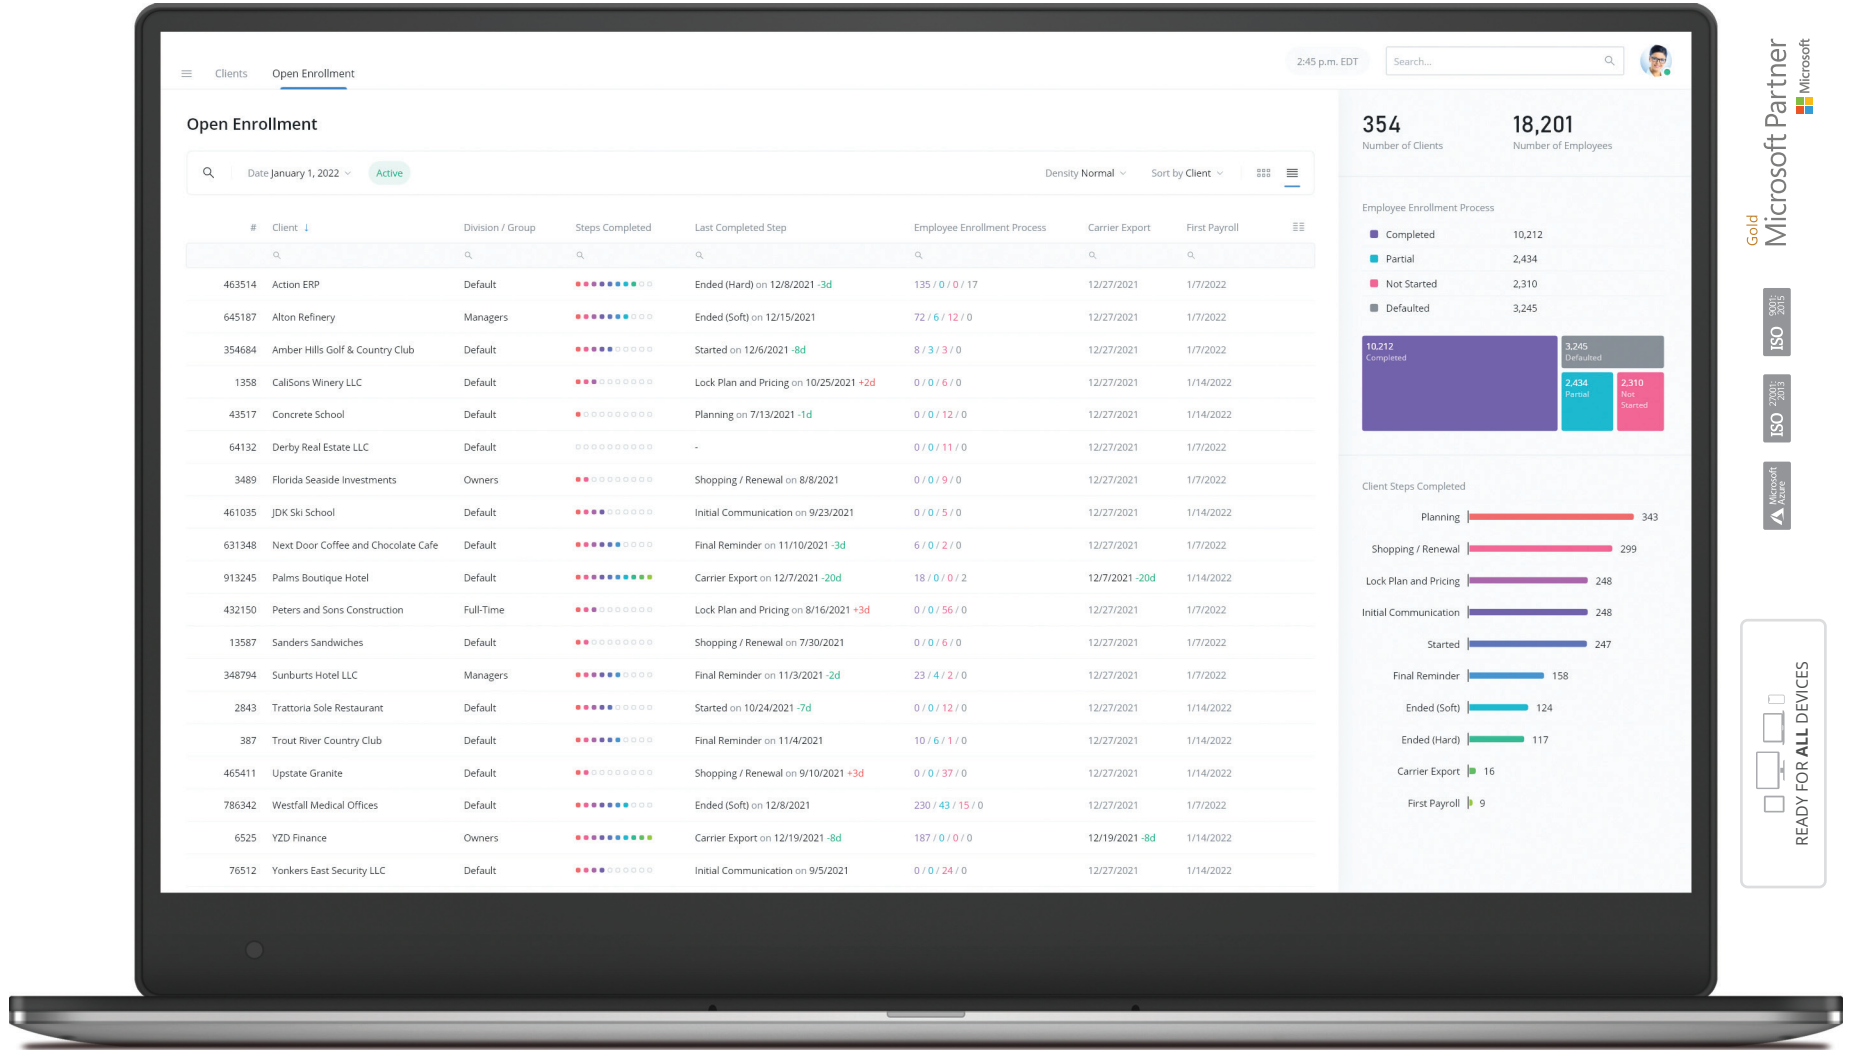 Clients Open Enrollment 2:45 p.m. EDT Search...
Open Enrollment
Date January 1, 2022 Active Density Normal Sort by Client
# Client ↓ Division / Group Steps Completed Last Completed Step Employee Enrollment Process Carrier Export First Payroll
463514 Action ERP Default Ended (Hard) on 12/8/2021 -3d 135 / 0 / 0 / 17 12/27/2021 1/7/2022
645187 Alton Refinery Managers Ended (Soft) on 12/15/2021 72 / 6 / 12 / 0 12/27/2021 1/7/2022
354684 Amber Hills Golf & Country Club Default Started on 12/6/2021 -8d 8 / 3 / 3 / 0 12/27/2021 1/7/2022
1358 CaliSons Winery LLC Default Lock Plan and Pricing on 10/25/2021 +2d 0 / 0 / 6 / 0 12/27/2021 1/14/2022
43517 Concrete School Default Planning on 7/13/2021 -1d 0 / 0 / 12 / 0 12/27/2021 1/14/2022
64132 Derby Real Estate LLC Default - 0 / 0 / 11 / 0 12/27/2021 1/7/2022
3489 Florida Seaside Investments Owners Shopping / Renewal on 8/8/2021 0 / 0 / 9 / 0 12/27/2021 1/7/2022
461035 JDK Ski School Default Initial Communication on 9/23/2021 0 / 0 / 5 / 0 12/27/2021 1/14/2022
631348 Next Door Coffee and Chocolate Cafe Default Final Reminder on 11/10/2021 -3d 6 / 0 / 2 / 0 12/27/2021 1/7/2022
913245 Palms Boutique Hotel Default Carrier Export on 12/7/2021 -20d 18 / 0 / 0 / 2 12/7/2021 -20d 1/14/2022
432150 Peters and Sons Construction Full-Time Lock Plan and Pricing on 8/16/2021 +3d 0 / 0 / 56 / 0 12/27/2021 1/7/2022
13587 Sanders Sandwiches Default Shopping / Renewal on 7/30/2021 0 / 0 / 6 / 0 12/27/2021 1/7/2022
348794 Sunburts Hotel LLC Managers Final Reminder on 11/3/2021 -2d 23 / 4 / 2 / 0 12/27/2021 1/7/2022
2843 Trattoria Sole Restaurant Default Started on 10/24/2021 -7d 0 / 0 / 12 / 0 12/27/2021 1/14/2022
387 Trout River Country Club Default Final Reminder on 11/4/2021 10 / 6 / 1 / 0 12/27/2021 1/14/2022
465411 Upstate Granite Default Shopping / Renewal on 9/10/2021 +3d 0 / 0 / 37 / 0 12/27/2021 1/14/2022
786342 Westfall Medical Offices Default Ended (Soft) on 12/8/2021 230 / 43 / 15 / 0 12/27/2021 1/7/2022
6525 YZD Finance Owners Carrier Export on 12/19/2021 -8d 187 / 0 / 0 / 0 12/19/2021 -8d 1/14/2022
76512 Yonkers East Security LLC Default Initial Communication on 9/5/2021 0 / 0 / 24 / 0 12/27/2021 1/14/2022
354 18,201
Number of Clients Number of Employees
Employee Enrollment Process
Completed 10,212
Partial 2,434
Not Started 2,310
Defaulted 3,245
10,212
Completed
3,245
Defaulted
2,434
Partial
2,310
Not
Started
Client Steps Completed
Planning 343
Shopping / Renewal 299
Lock Plan and Pricing 248
Initial Communication 248
Started 247
Final Reminder 158
Ended (Soft) 124
Ended (Hard) 117
Carrier Export 16
First Payroll 9
Gold
Microsoft Partner
Microsoft
ISO 9001:
2015
ISO 27001:
2013
Microsoft
Azure
READY FOR ALL DEVICES